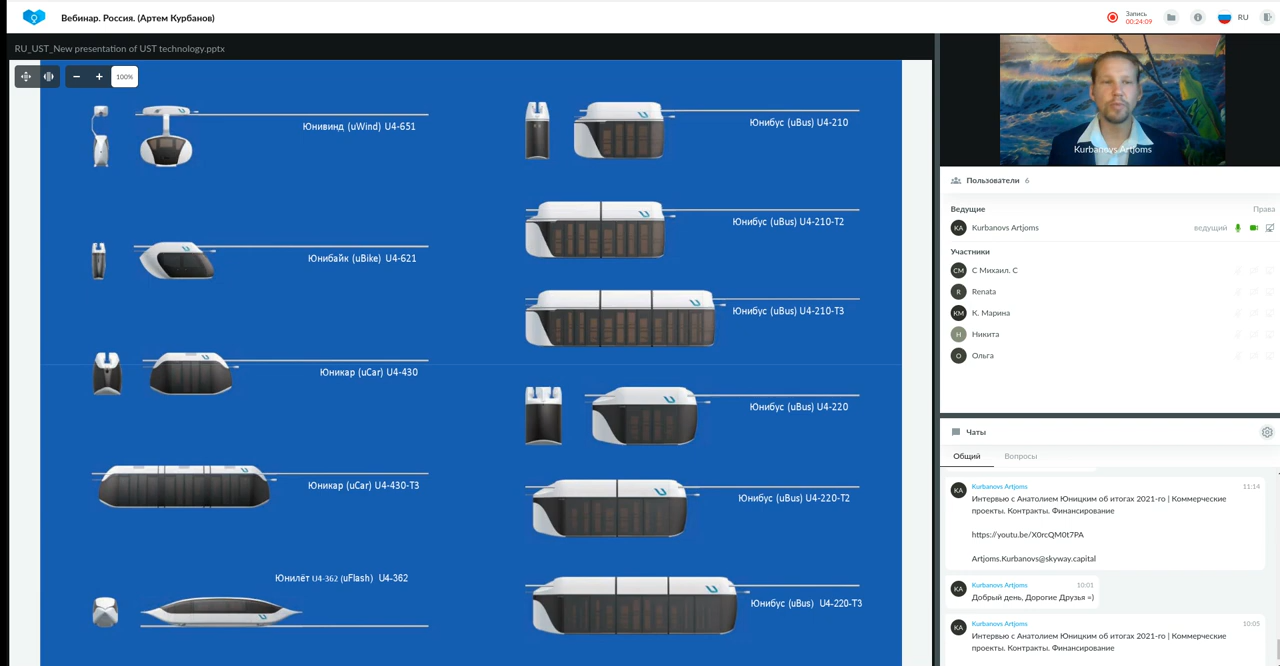 Вебинар. Россия. (Артем Курбанов)
Запись
00:24:09
RU
RU_UST_New presentation of UST technology.pptx
100%
Юнивинд (uWind) U4-651
Юнибайк (uBike) U4-621
Юникар (uCar) U4-430
Юникар (uCar) U4-430-T3
Юнилёт U4-362 (uFlash) U4-362
Юнибус (uBus) U4-210
Юнибус (uBus) U4-210-T2
Юнибус (uBus) U4-210-T3
Юнибус (uBus) U4-220
Юнибус (uBus) U4-220-T2
Юнибус (uBus) U4-220-T3
Kurbanovs Artjoms
Пользователи 6
Ведущие Права
KA Kurbanovs Artjoms ведущий
Участники
СМ С Михаил. С
R Renata
КМ К. Марина
Н Никита
О Ольга
Чаты
Общий Вопросы
KA Kurbanovs Artjoms 11:14
Интервью с Анатолием Юницким об итогах 2021-го | Коммерческие
проекты. Контракты. Финансирование
https://youtu.be/X0rcQM0t7PA
Artjoms.Kurbanovs@skyway.capital
KA Kurbanovs Artjoms 10:01
Добрый день, Дорогие Друзья =)
KA Kurbanovs Artjoms 10:05
Интервью с Анатолием Юницким об итогах 2021-го | Коммерческие
проекты. Контракты. Финансирование